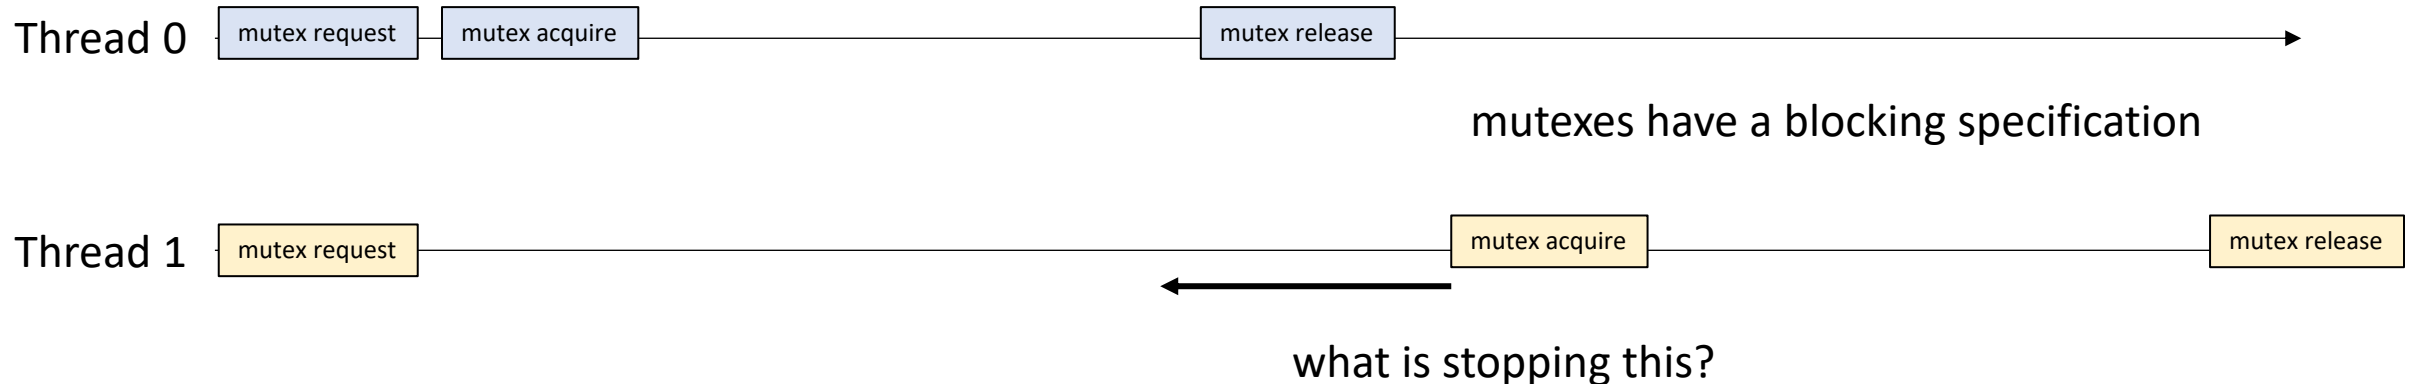 Thread 0
mutex request
mutex acquire
mutex release
mutexes have a blocking specification
Thread 1
mutex request
mutex acquire
mutex release
what is stopping this?